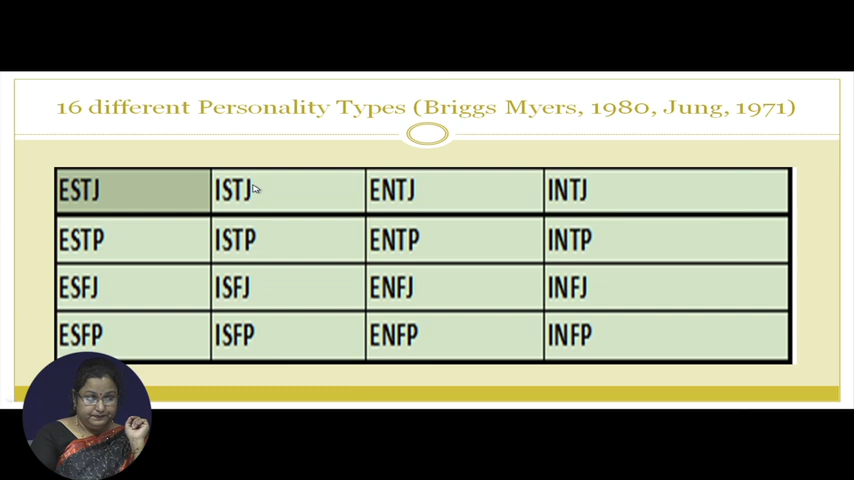 16 different Personality Types (Briggs Myers, 1980, Jung, 1971)
ESTJ ISTJ ENTJ INTJ
ESTP ISTP ENTP INTP
ESFJ ISFJ ENFJ INFJ
ESFP ISFP ENFP INFP